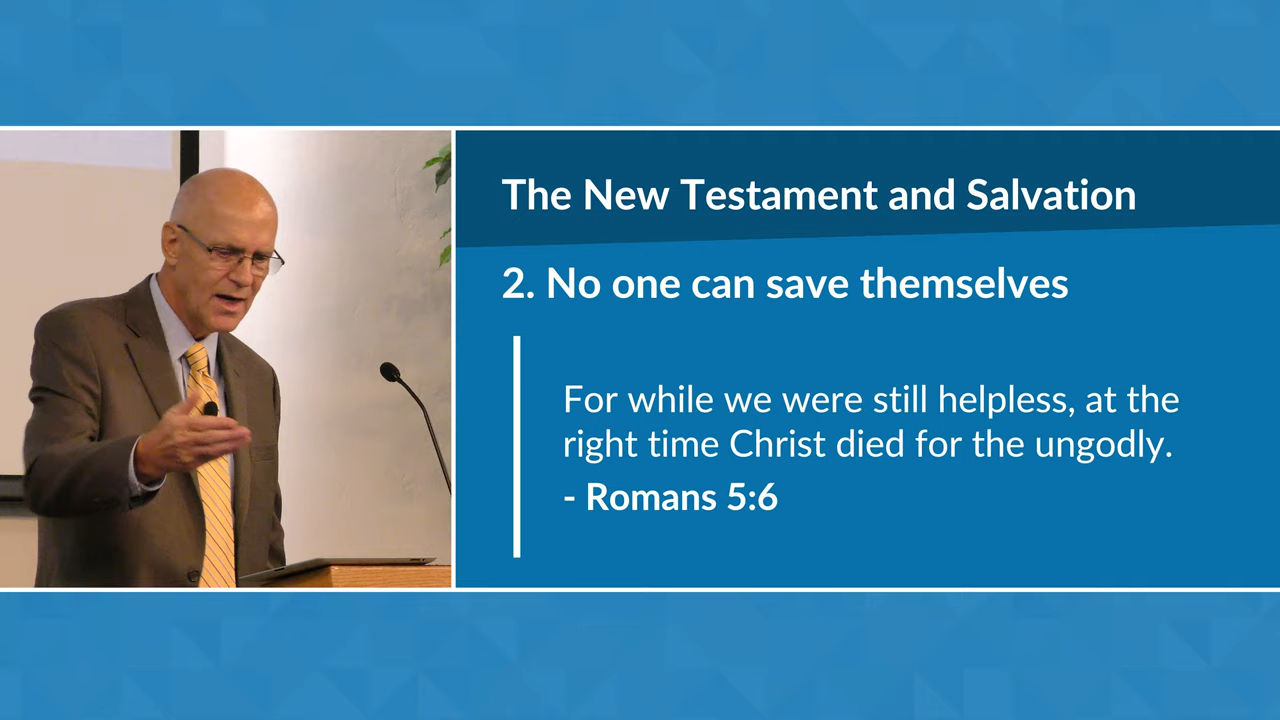 The New Testament and Salvation
2. No one can save themselves
For while we were still helpless, at the
right time Christ died for the ungodly.
- Romans 5:6